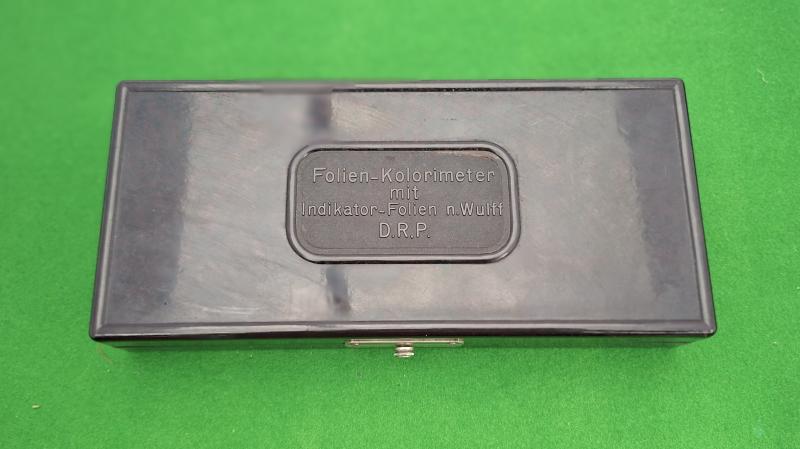 Folien-Kolorimeter
mit
Indikator-Folien n.Wulff
D.R.P.